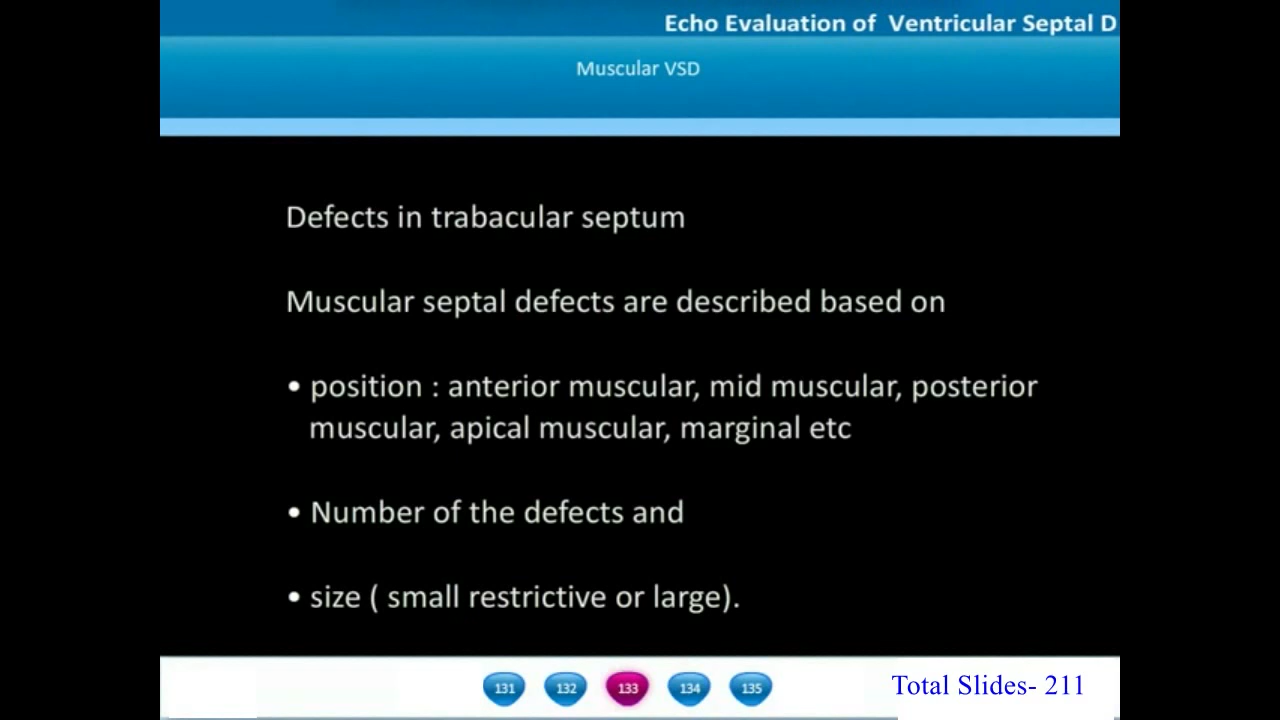 Echo Evaluation of Ventricular Septal D
Muscular VSD
Defects in trabacular septum
Muscular septal defects are described based on
• position : anterior muscular, mid muscular, posterior
muscular, apical muscular, marginal etc
• Number of the defects and
• size ( small restrictive or large).
131 132 133 134 135
Total Slides- 211